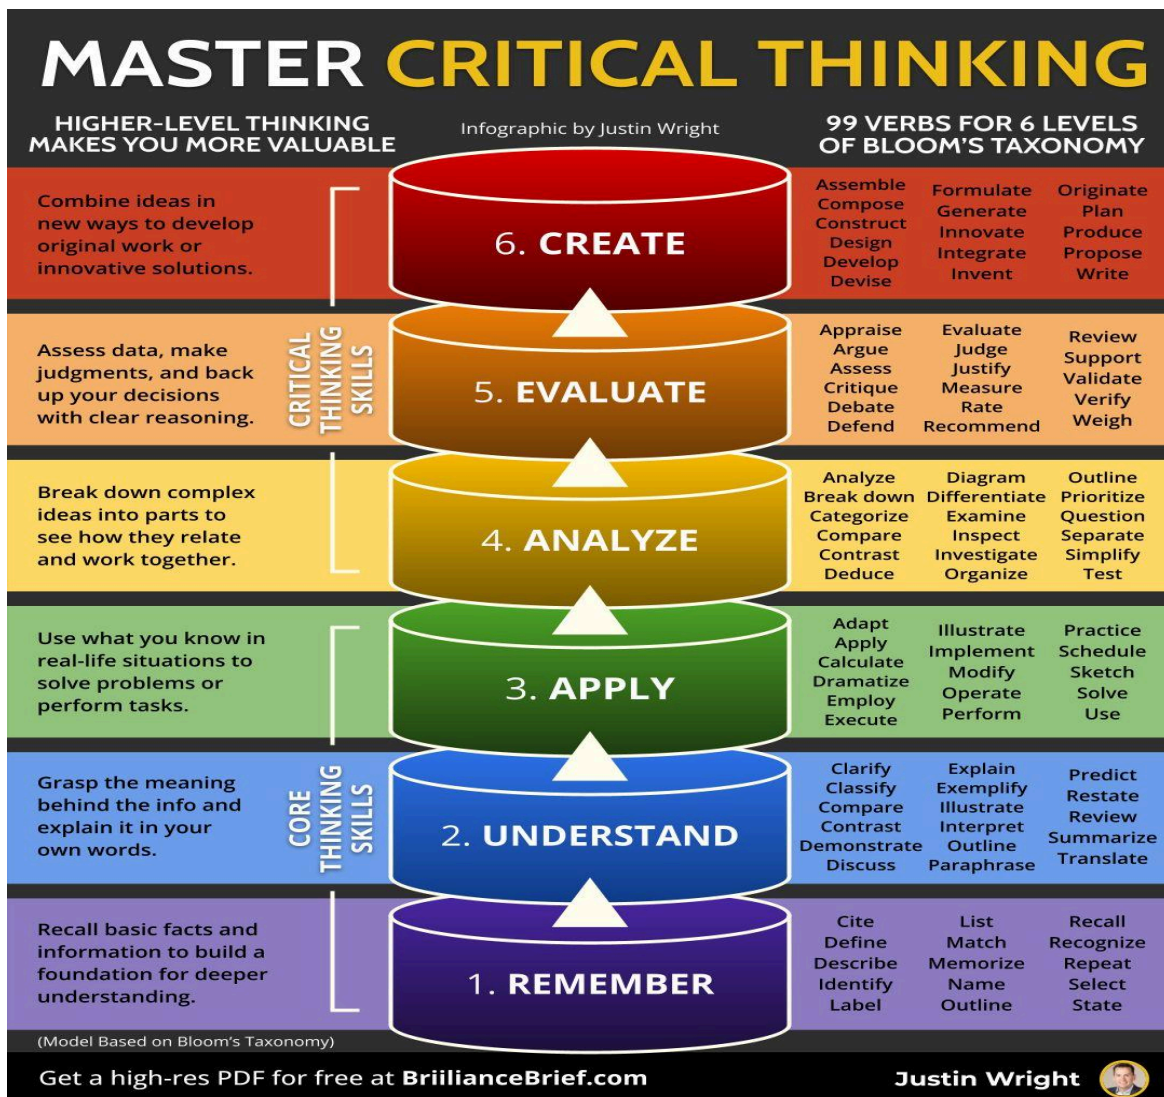 MASTER CRITICAL THINKING
HIGHER-LEVEL THINKING
MAKES YOU MORE VALUABLE
Infographic by Justin Wright
99 VERBS FOR 6 LEVELS
OF BLOOM'S TAXONOMY
Combine ideas in
new ways to develop
original work or
innovative solutions.
6. CREATE
Assemble
Compose
Construct
Design
Develop
Devise
Formulate
Generate
Innovate
Integrate
Invent
Originate
Plan
Produce
Propose
Write
CRITICAL
THINKING
SKILLS
Assess data, make
judgments, and back
up your decisions
with clear reasoning.
5. EVALUATE
Appraise
Argue
Assess
Critique
Debate
Defend
Evaluate
Judge
Justify
Measure
Rate
Recommend
Review
Support
Validate
Verify
Weigh
Break down complex
ideas into parts to
see how they relate
and work together.
4. ANALYZE
Analyze
Break down
Categorize
Compare
Contrast
Deduce
Diagram
Differentiate
Examine
Inspect
Investigate
Organize
Outline
Prioritize
Question
Separate
Simplify
Test
Use what you know in
real-life situations to
solve problems or
perform tasks.
3. APPLY
Adapt
Apply
Calculate
Dramatize
Employ
Execute
Illustrate
Implement
Modify
Operate
Perform
Practice
Schedule
Sketch
Solve
Use
CORE
THINKING
SKILLS
Grasp the meaning
behind the info and
explain it in your
own words.
2. UNDERSTAND
Clarify
Classify
Compare
Contrast
Demonstrate
Discuss
Explain
Exemplify
Illustrate
Interpret
Outline
Paraphrase
Predict
Restate
Review
Summarize
Translate
Recall basic facts and
information to build a
foundation for deeper
understanding.
1. REMEMBER
Cite
Define
Describe
Identify
Label
List
Match
Memorize
Name
Outline
Recall
Recognize
Repeat
Select
State
(Model Based on Bloom's Taxonomy)
Get a high-res PDF for free at BriillianceBrief.com
Justin Wright